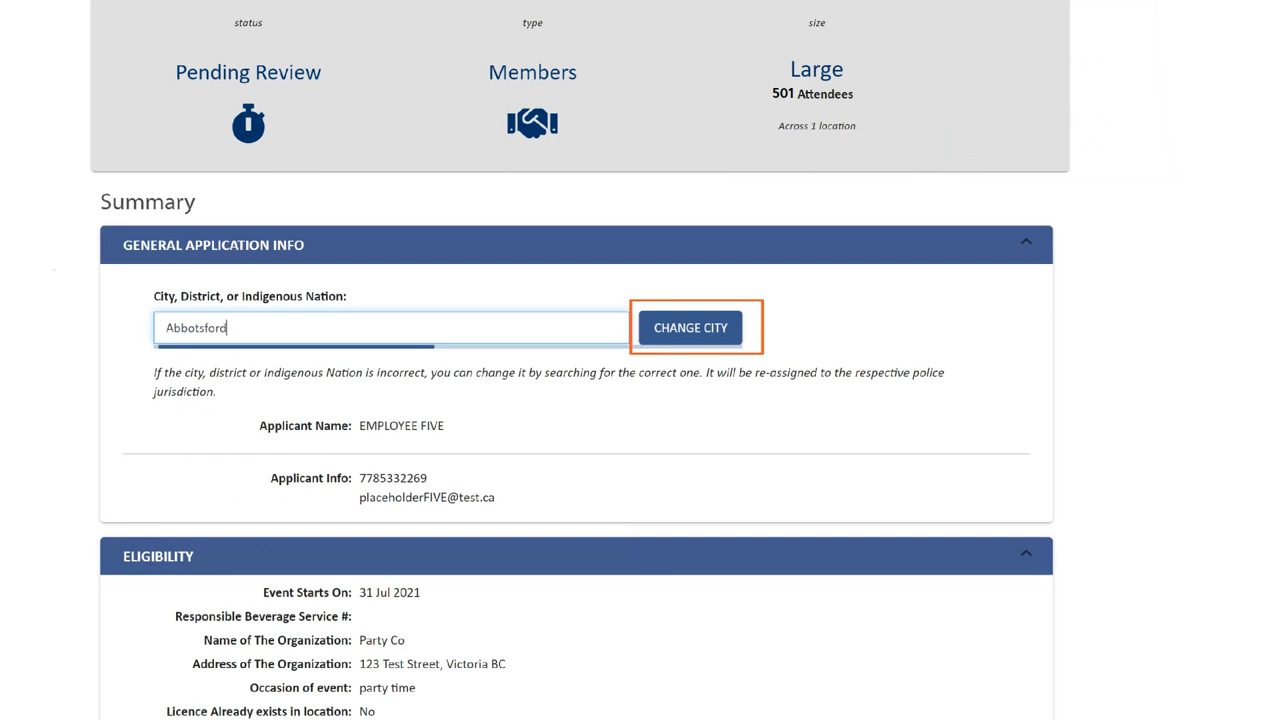 status
type
size
Pending Review
Members
Large
501 Attendees
Across 1 location
Summary
GENERAL APPLICATION INFO
City, District, or Indigenous Nation:
Abbotsford
CHANGE CITY
If the city, district or indigenous Nation is incorrect, you can change it by searching for the correct one. It will be re-assigned to the respective police
jurisdiction.
Applicant Name: EMPLOYEE FIVE
Applicant Info: 7785332269
placeholderFIVE@test.ca
ELIGIBILITY
Event Starts On: 31 Jul 2021
Responsible Beverage Service #:
Name of The Organization: Party Co
Address of The Organization: 123 Test Street, Victoria BC
Occasion of event: party time
Licence Already exists in location: No